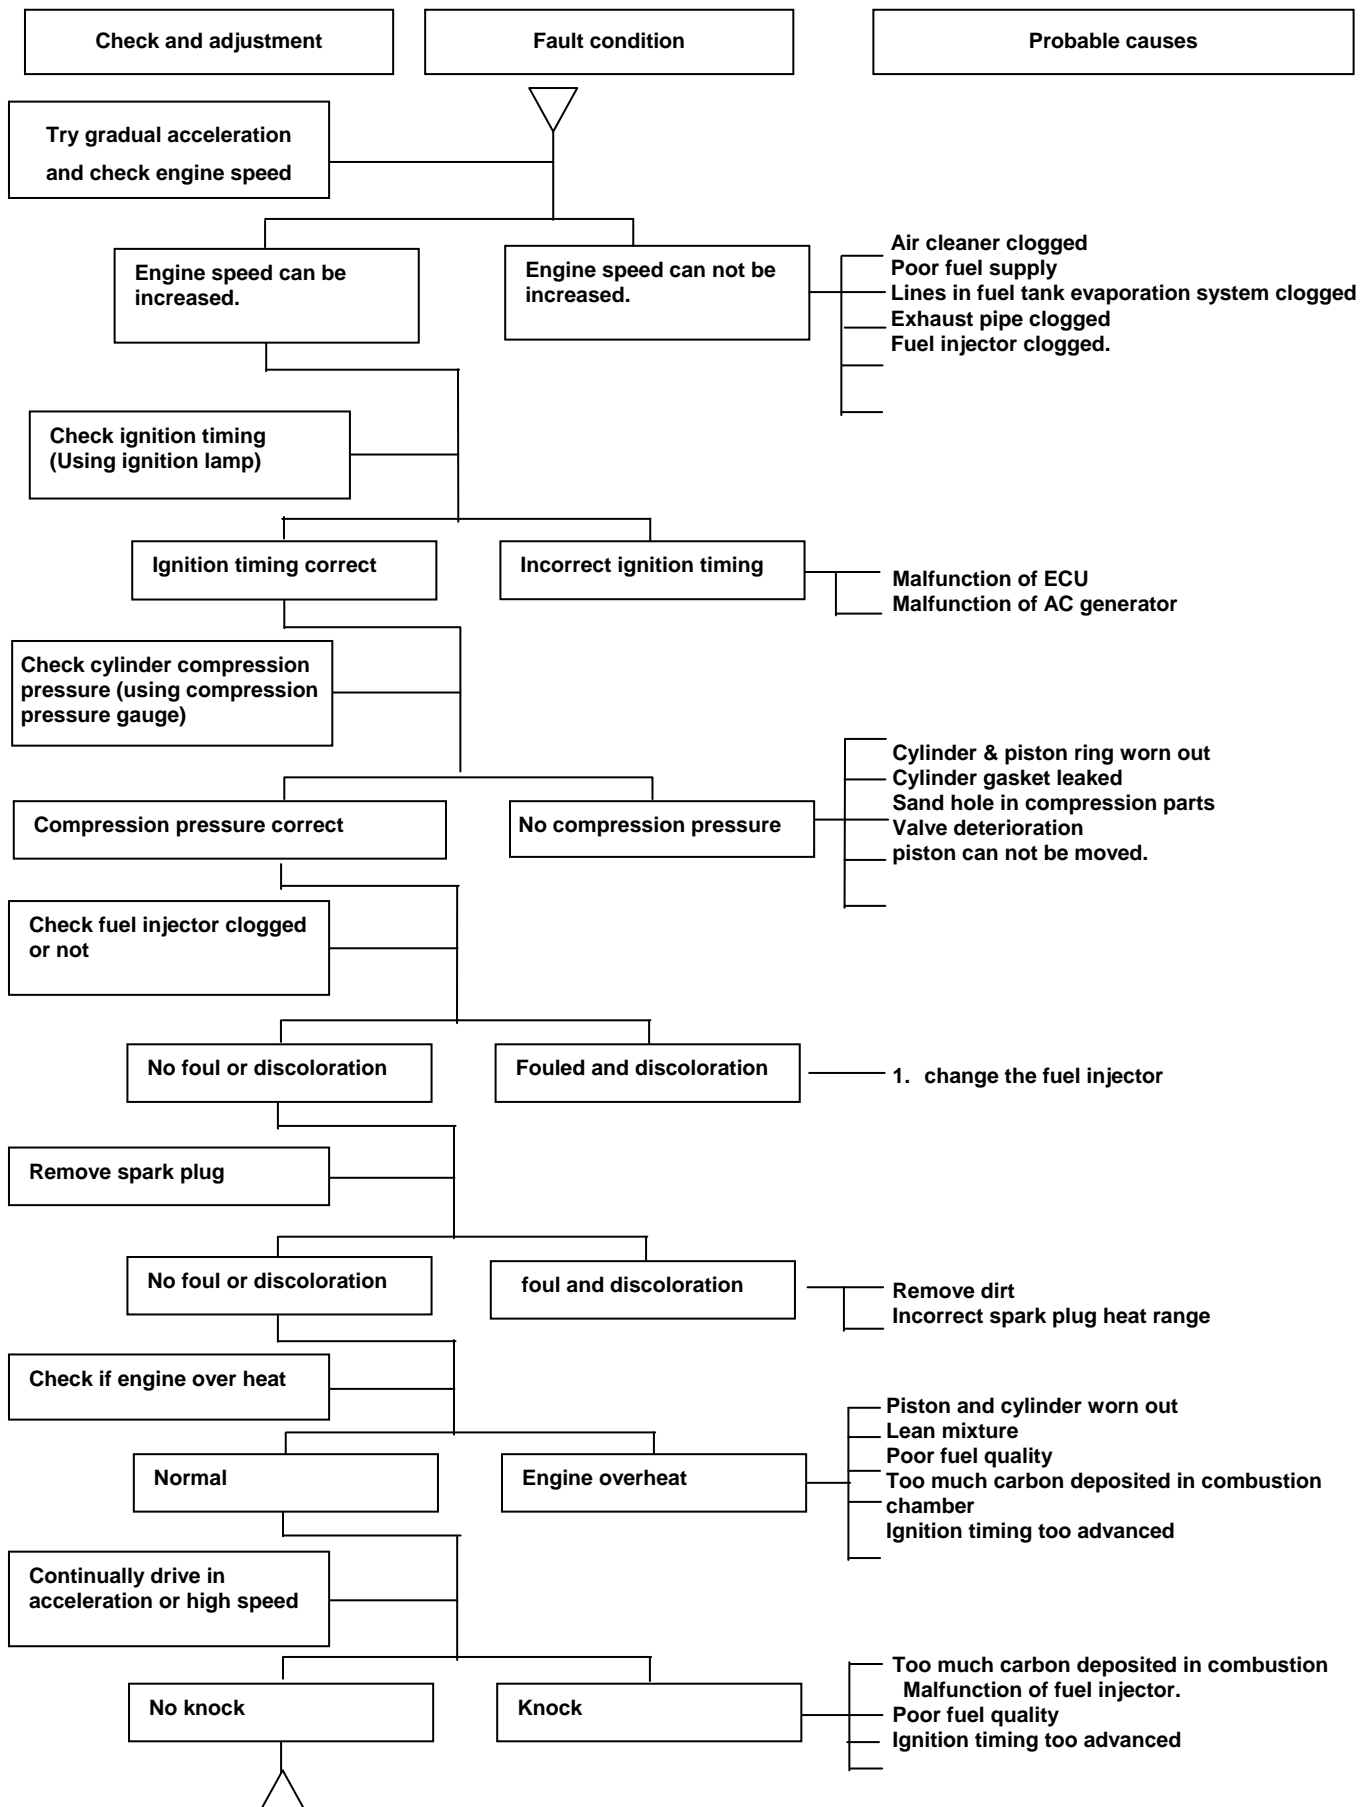 Check and adjustment
Fault condition
Probable causes
Try gradual acceleration
and check engine speed
Engine speed can be
increased.
Engine speed can not be
increased.
Air cleaner clogged
Poor fuel supply
Lines in fuel tank evaporation system clogged
Exhaust pipe clogged
Fuel injector clogged.
Check ignition timing
(Using ignition lamp)
Ignition timing correct
Incorrect ignition timing
Malfunction of ECU
Malfunction of AC generator
Check cylinder compression
pressure (using compression
pressure gauge)
Compression pressure correct
No compression pressure
Cylinder & piston ring worn out
Cylinder gasket leaked
Sand hole in compression parts
Valve deterioration
piston can not be moved.
Check fuel injector clogged
or not
No foul or discoloration
Fouled and discoloration
1. change the fuel injector
Remove spark plug
No foul or discoloration
foul and discoloration
Remove dirt
Incorrect spark plug heat range
Check if engine over heat
Normal
Engine overheat
Piston and cylinder worn out
Lean mixture
Poor fuel quality
Too much carbon deposited in combustion
chamber
Ignition timing too advanced
Continually drive in
acceleration or high speed
No knock
Knock
Too much carbon deposited in combustion
Malfunction of fuel injector.
Poor fuel quality
Ignition timing too advanced